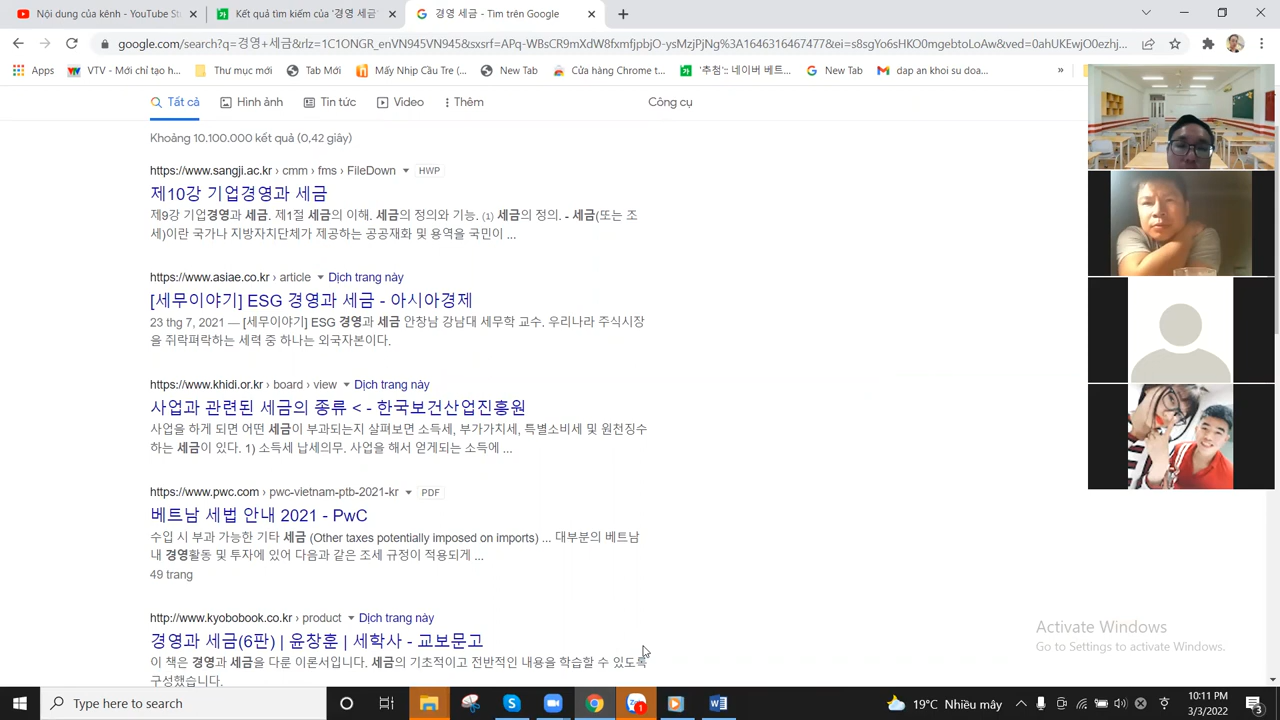 Nội dung của kênh - YouTube St
Kết quả tìm kiếm của '경영 세금'
경영 세금 - Tìm trên Google
google.com/search?q=경영+세금&rlz=1C1ONGR_enVN945VN945&sxsrf=APq-WBsCR9mXdW8fxmfjpbjO-ysMzjPjNg%3A1646316467477&ei=s8sgYo6sHKO0mgebtoLoAw&ved=0ahUKEwjO0ezhj...
Apps
VTV - Mới chỉ tạo h...
Thư mục mới
Tab Mới
Mấy Nhịp Cầu Tre (...
New Tab
Cửa hàng Chrome t...
'추첨':: 네이버 베트...
New Tab
dap an khoi su doa...
»
Tất cả
Hình ảnh
Tin tức
Video
Thêm
Công cụ
Khoảng 10.100.000 kết quả (0,42 giây)
https://www.sangji.ac.kr › cmm › fms › FileDown HWP
제10강 기업경영과 세금
제9강 기업경영과 세금. 제1절 세금의 이해. 세금의 정의와 기능. (1) 세금의 정의. - 세금(또는 조
세)이란 국가나 지방자치단체가 제공하는 공공재화 및 용역을 국민이 ...
https://www.asiae.co.kr › article Dịch trang này
[세무이야기] ESG 경영과 세금 - 아시아경제
23 thg 7, 2021 — [세무이야기] ESG 경영과 세금 안창남 강남대 세무학 교수. 우리나라 주식시장
을 쥐락펴락하는 세력 중 하나는 외국자본이다.
https://www.khidi.or.kr › board › view Dịch trang này
사업과 관련된 세금의 종류 < - 한국보건산업진흥원
사업을 하게 되면 어떤 세금이 부과되는지 살펴보면 소득세, 부가가치세, 특별소비세 및 원천징수
하는 세금이 있다. 1) 소득세 납세의무. 사업을 해서 얻게되는 소득에 ...
https://www.pwc.com › pwc-vietnam-ptb-2021-kr PDF
베트남 세법 안내 2021 - PwC
수입 시 부과 가능한 기타 세금 (Other taxes potentially imposed on imports) ... 대부분의 베트남
내 경영활동 및 투자에 있어 다음과 같은 조세 규정이 적용되게 ...
49 trang
http://www.kyobobook.co.kr › product Dịch trang này
경영과 세금(6판) | 윤창훈 | 세학사 - 교보문고
이 책은 경영과 세금을 다룬 이론서입니다. 세금의 기초적이고 전반적인 내용을 학습할 수 있도록
구성했습니다.
Activate Windows
Go to Settings to activate Windows.
Type here to search
1
19°C Nhiều mây
10:11 PM
3/3/2022
3